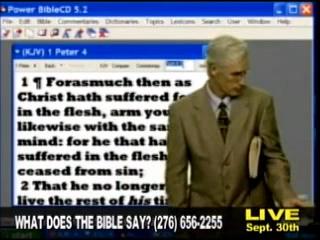 Power BibleCD 5.2
File Edit Bible Commentaries Dictionaries Topics Lexicons Search Window
(KJV) 1 Peter 4
1 ¶ Forasmuch then as
Christ hath suffered fo
in the flesh, arm you
likewise with the sa
mind: for he that ha
suffered in the flesh
ceased from sin;
2 That he no longer
live the rest of his ti
WHAT DOES THE BIBLE SAY? (276) 656-2255
LIVE
Sept. 30th